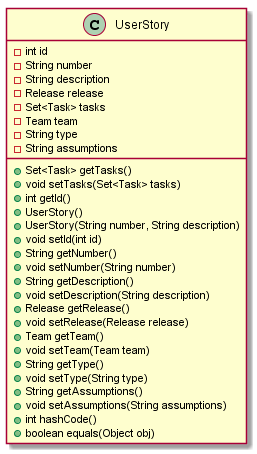 C UserStory
int id
String number
String description
Release release
Set<Task> tasks
Team team
String type
String assumptions
Set<Task> getTasks()
void setTasks(Set<Task> tasks)
int getId()
UserStory()
UserStory(String number, String description)
void setId(int id)
String getNumber()
void setNumber(String number)
String getDescription()
void setDescription(String description)
Release getRelease()
void setRelease(Release release)
Team getTeam()
void setTeam(Team team)
String getType()
void setType(String type)
String getAssumptions()
void setAssumptions(String assumptions)
int hashCode()
boolean equals(Object obj)